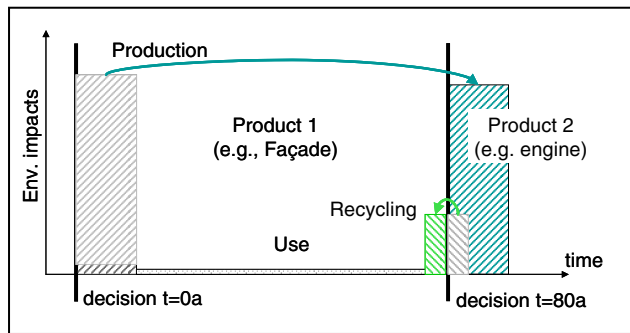 Production
Env. impacts
Product 1
(e.g., Façade)
Product 2
(e.g. engine)
Recycling
Use
time
decision t=0a
decision t=80a